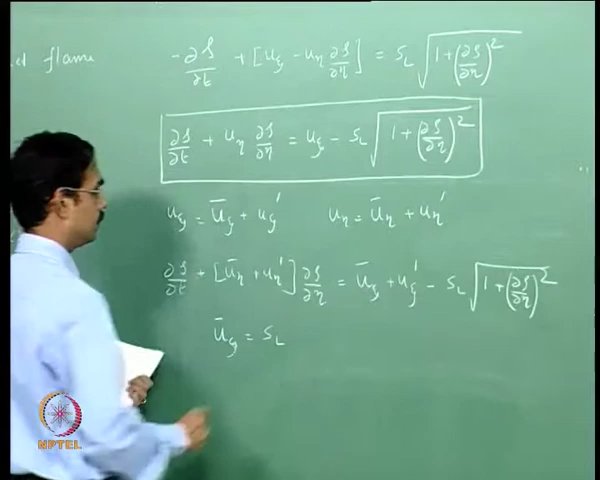 d flame
-∂ρ/∂t + [u_ξ - u_η ∂ρ/∂η] = S_L √(1+(∂ρ/∂η)²)
∂ρ/∂t + u_η ∂ρ/∂η = u_ξ - S_L √(1+(∂ρ/∂η)²)
u_ξ = ū_ξ + u_ξ' u_η = ū_η + u_η'
∂ρ/∂t + [ū_η + u_η'] ∂ρ/∂η = ū_ξ + u_ξ' - S_L √(1+(∂ρ/∂η)²)
ū_ξ = S_L
NPTEL